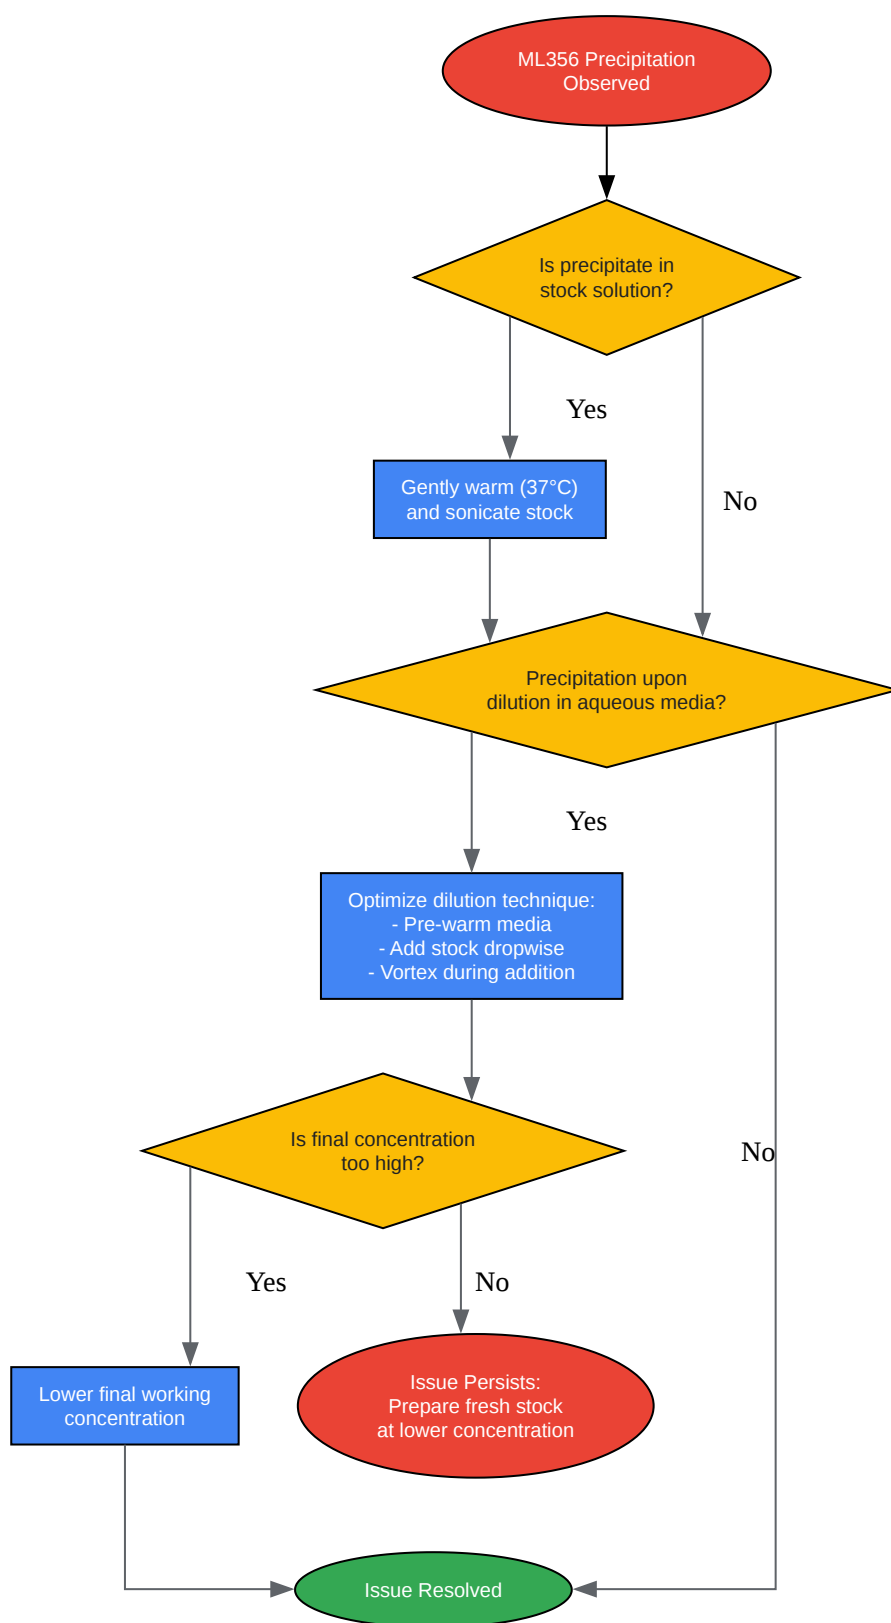 ML356 Precipitation
Observed
Is precipitate in
stock solution?
Yes
No
Gently warm (37°C)
and sonicate stock
Precipitation upon
dilution in aqueous media?
Yes
Optimize dilution technique:
- Pre-warm media
- Add stock dropwise
- Vortex during addition
Is final concentration
too high?
No
Yes
No
Lower final working
concentration
Issue Persists:
Prepare fresh stock
at lower concentration
Issue Resolved